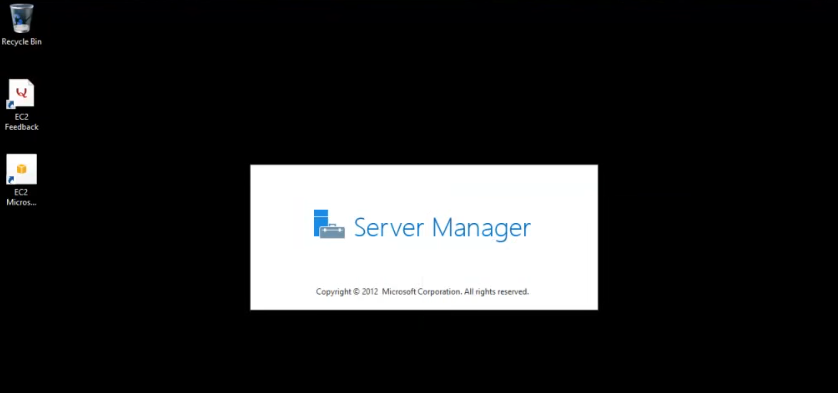 Recycle Bin
EC2
Feedback
EC2
Micros...
Server Manager
Copyright © 2012 Microsoft Corporation. All rights reserved.